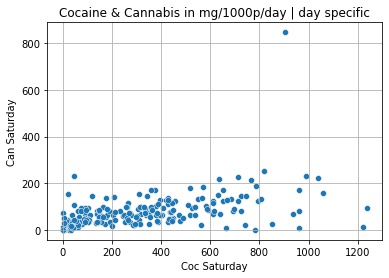 Cocaine & Cannabis in mg/1000p/day | day specific
800
600
400
200
0
Can Saturday
0 200 400 600 800 1000 1200
Coc Saturday